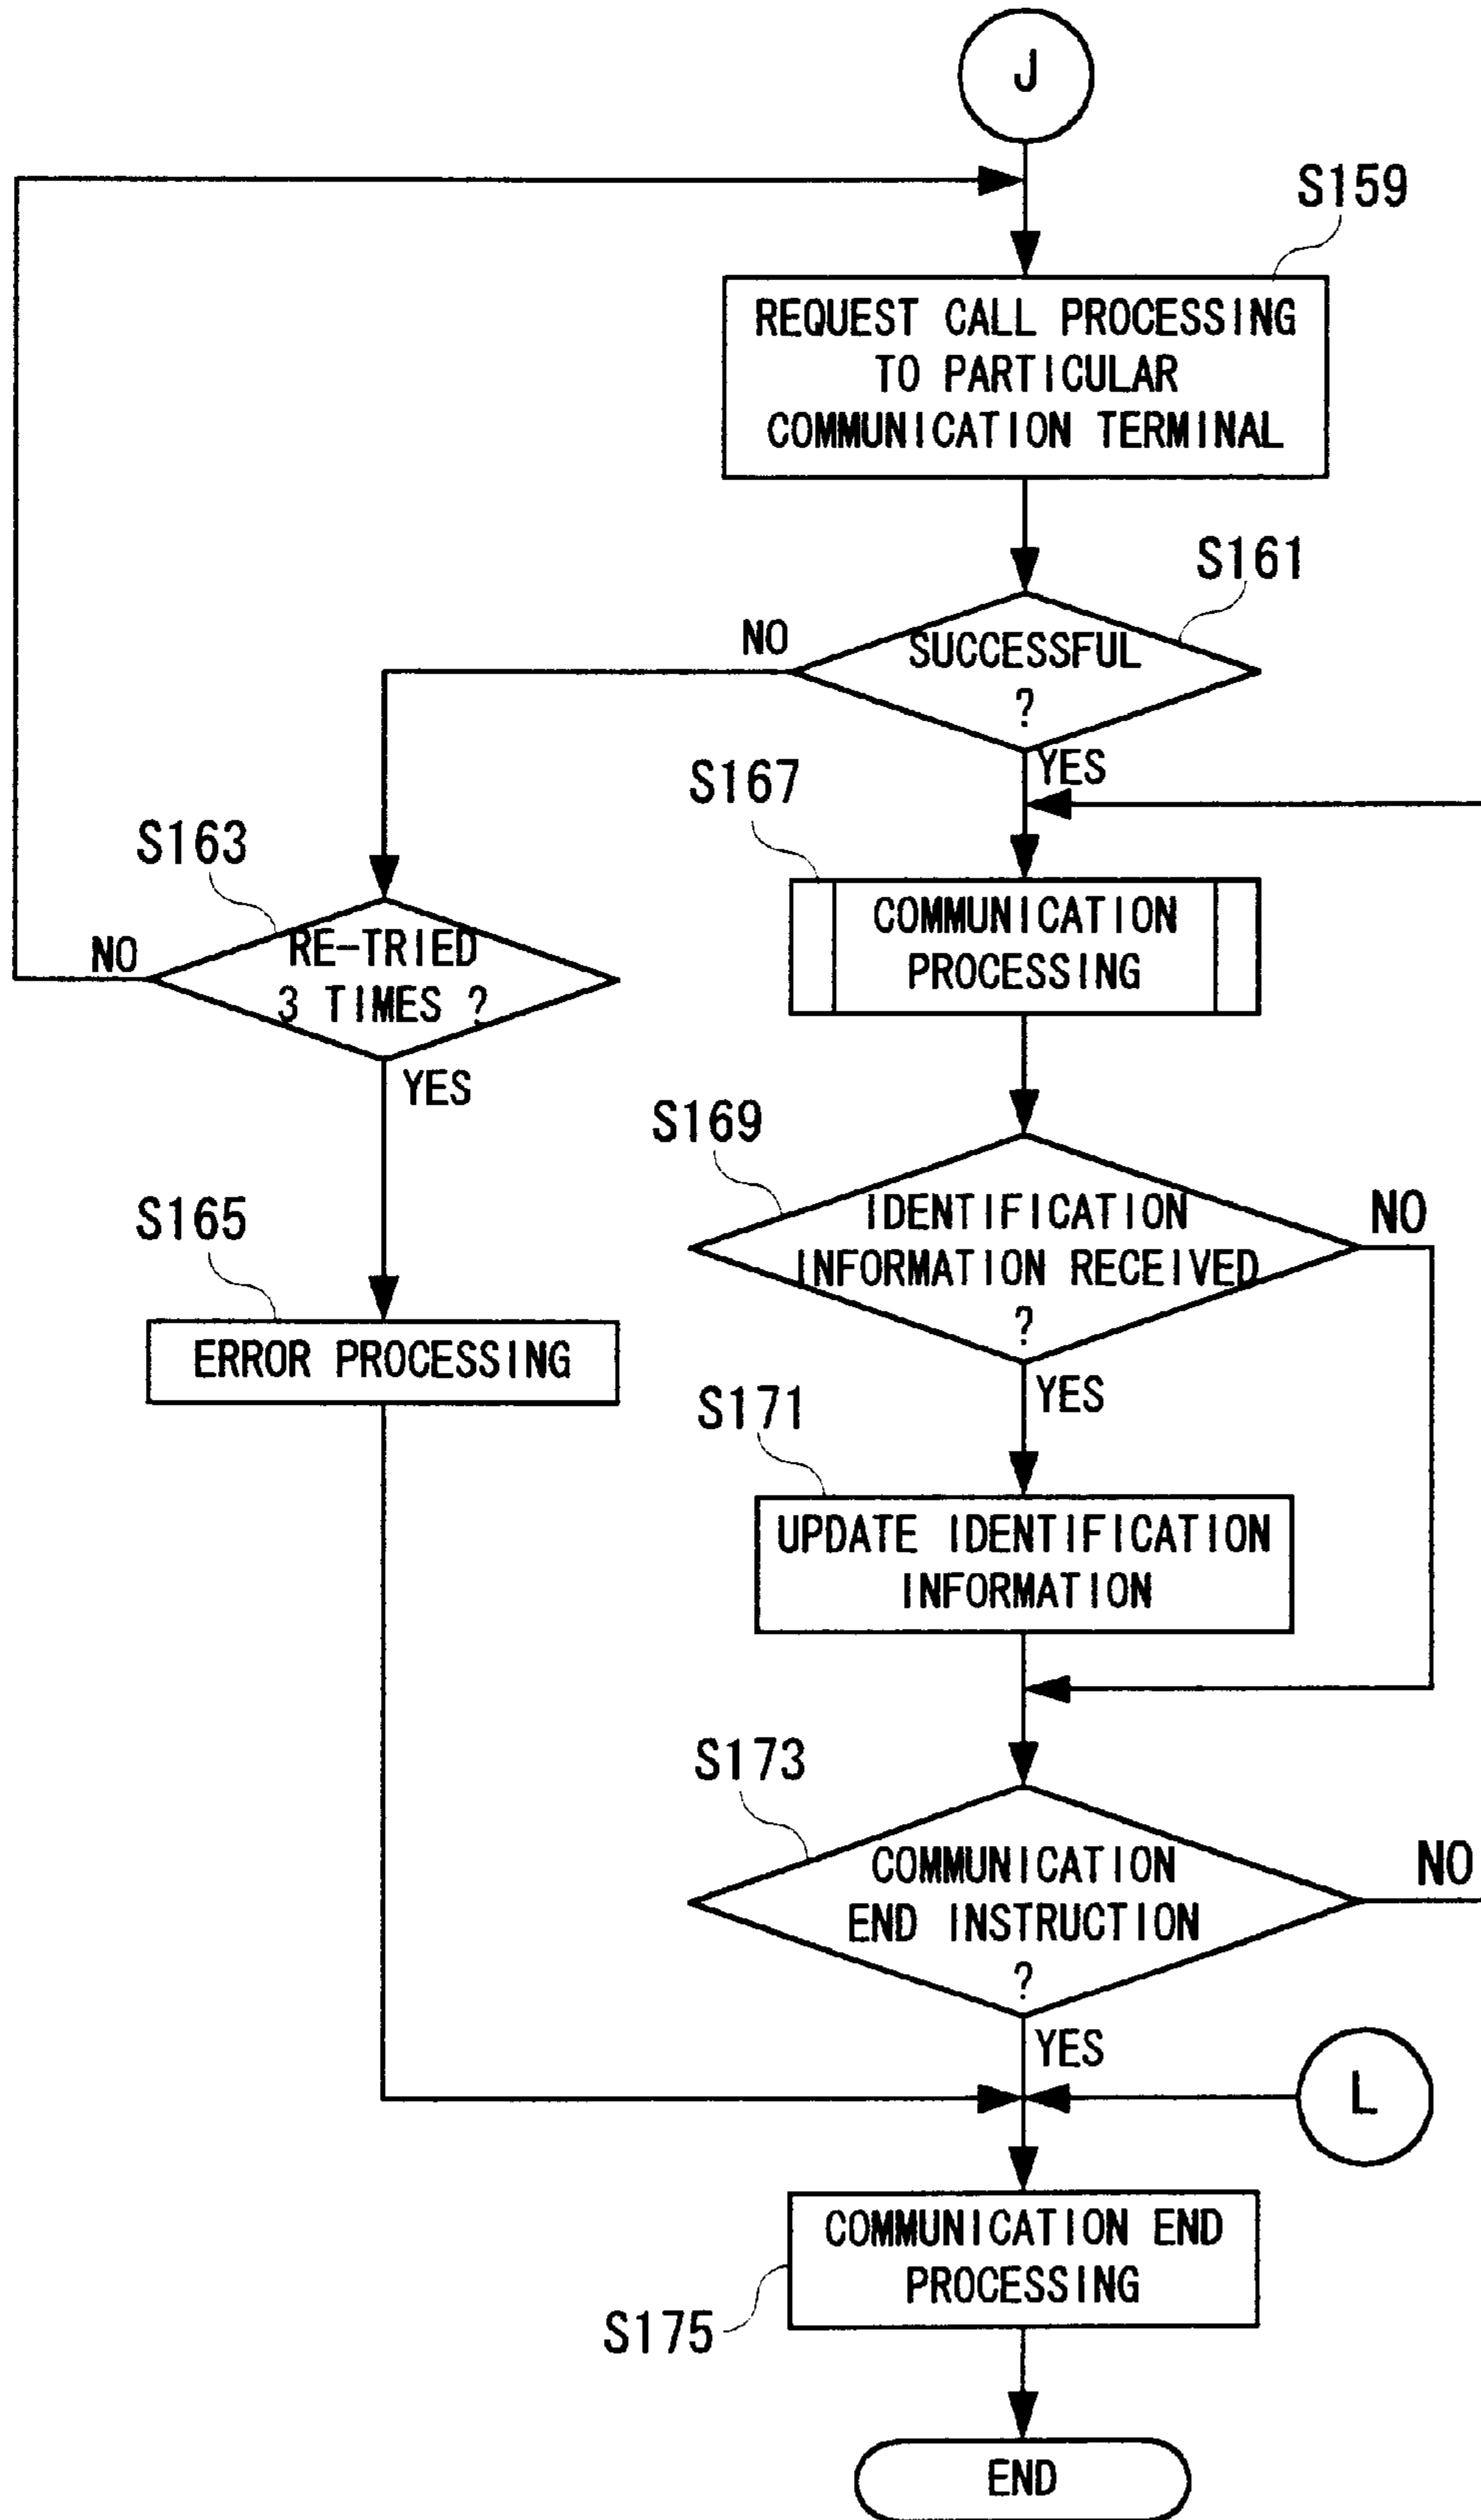 J
S159
REQUEST CALL PROCESSING
TO PARTICULAR
COMMUNICATION TERMINAL
S161
NO
SUCCESSFUL
?
YES
S167
S163
COMMUNICATION
PROCESSING
NO
RE-TRIED
3 TIMES ?
YES
S169
IDENTIFICATION
INFORMATION RECEIVED
?
NO
S165
ERROR PROCESSING
YES
S171
UPDATE IDENTIFICATION
INFORMATION
S173
COMMUNICATION
END INSTRUCTION
?
NO
YES
L
COMMUNICATION END
PROCESSING
S175
END